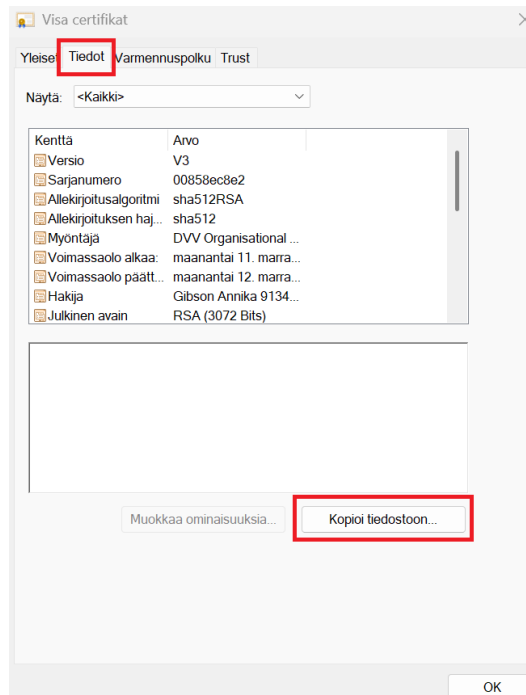 Visa certifikat
Yleiset Tiedot Varmennuspolku Trust
Näytä: <Kaikki>
Kenttä Arvo
Versio V3
Sarjanumero 00858ec8e2
Allekirjoitusalgoritmi sha512RSA
Allekirjoituksen haj... sha512
Myöntäjä DVV Organisational ...
Voimassaolo alkaa: maanantai 11. marra...
Voimassaolo päätt... maanantai 12. marra...
Hakija Gibson Annika 9134...
Julkinen avain RSA (3072 Bits)
Muokkaa ominaisuuksia... Kopioi tiedostoon...
OK